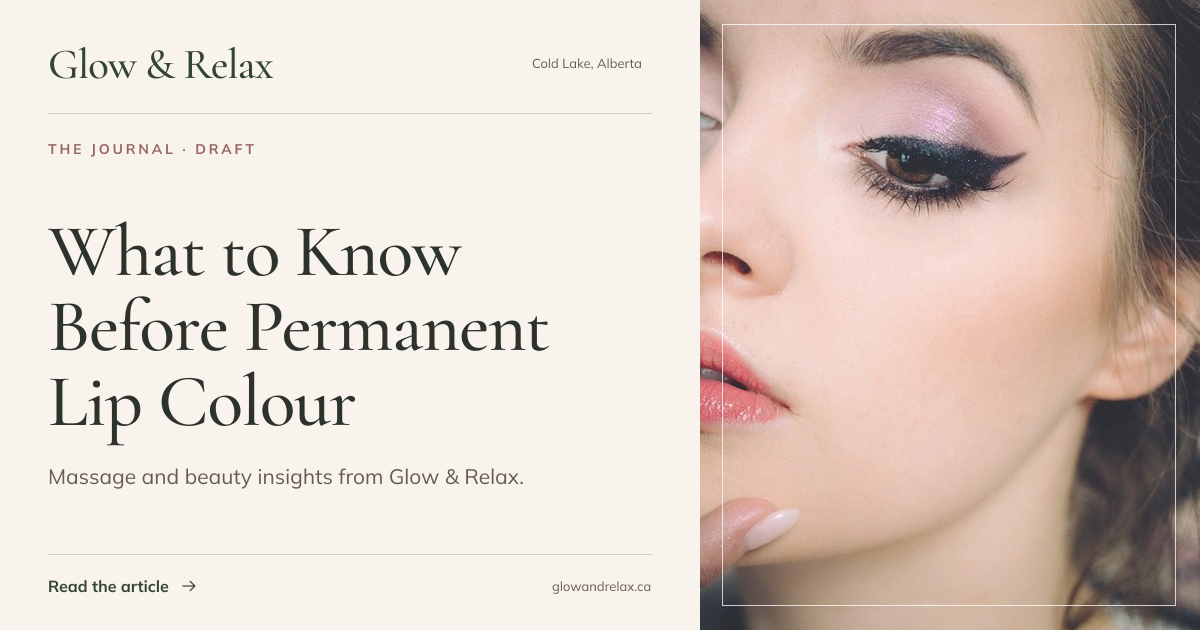 Glow & Relax
Cold Lake, Alberta
THE JOURNAL · DRAFT
What to Know
Before Permanent
Lip Colour
Massage and beauty insights from Glow & Relax.
Read the article →
glowandrelax.ca